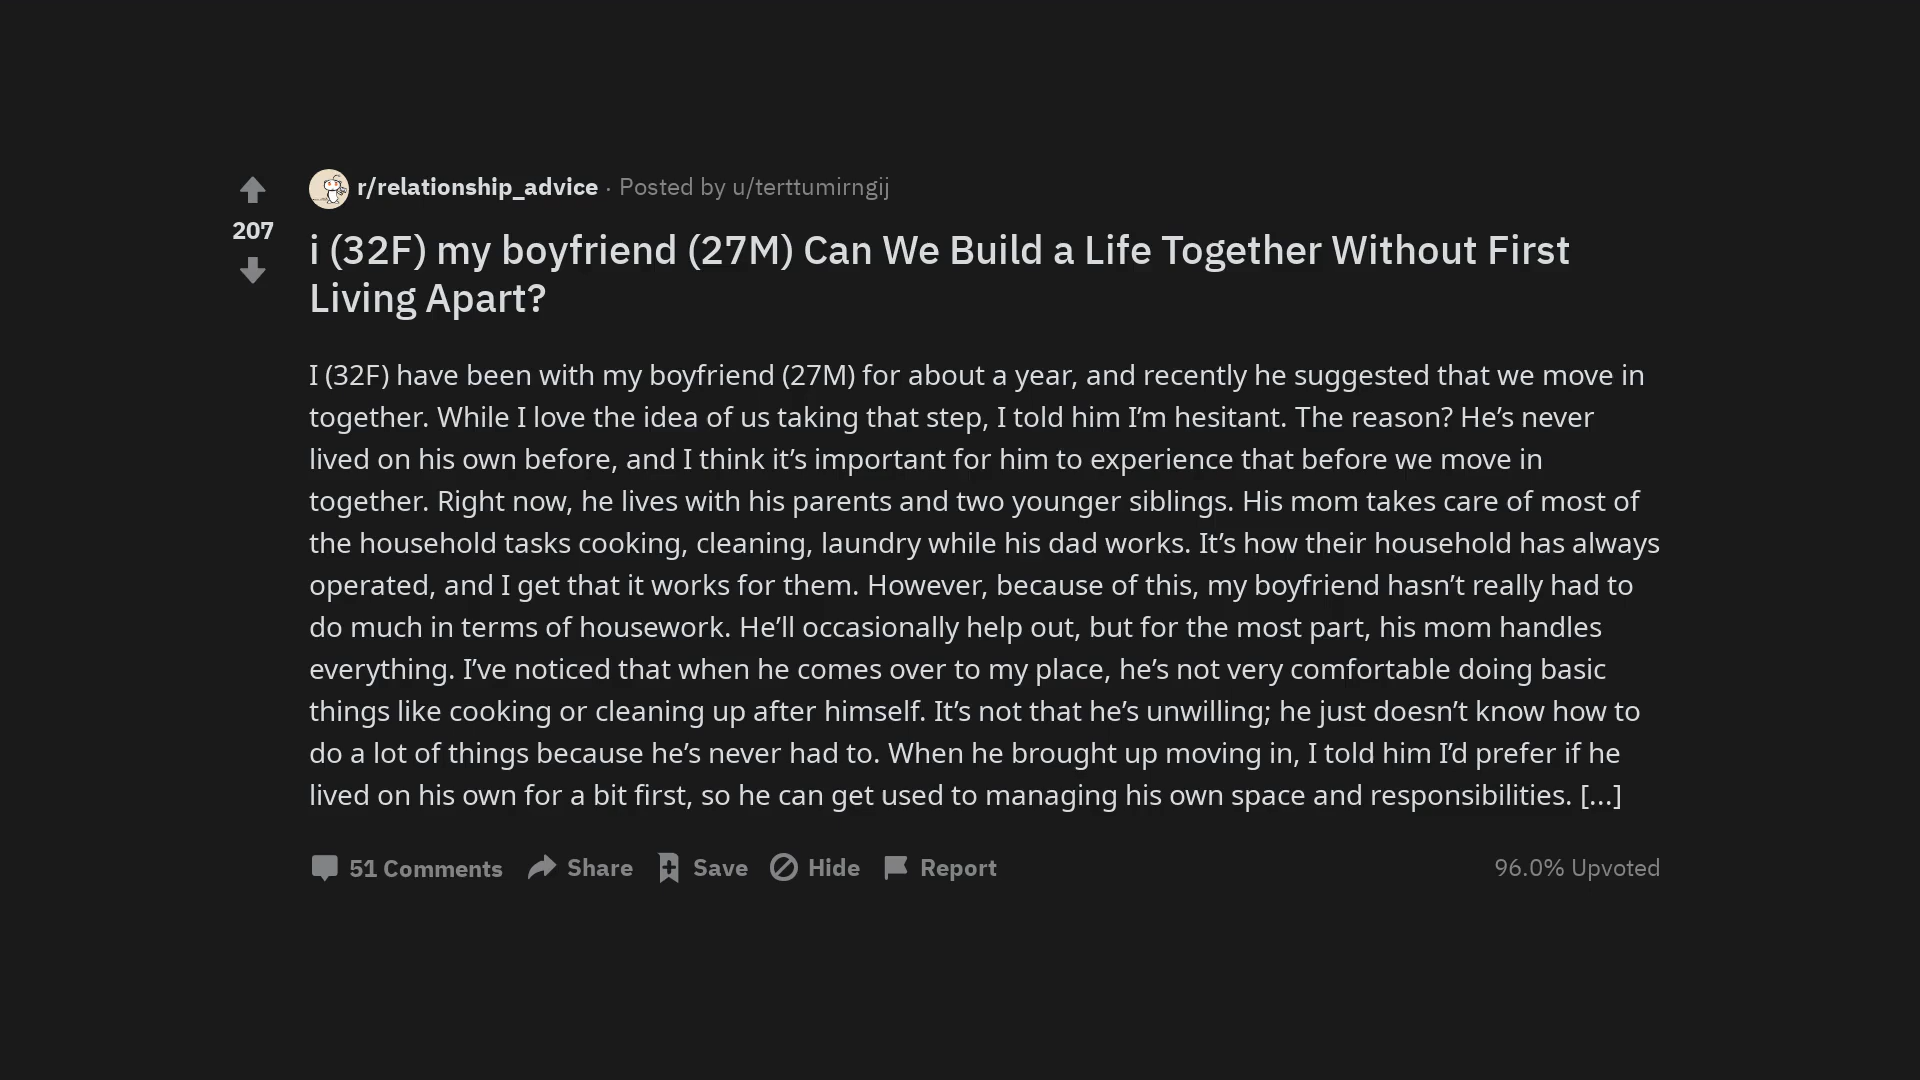 r/relationship_advice · Posted by u/terttumirngij
207
i (32F) my boyfriend (27M) Can We Build a Life Together Without First
Living Apart?
I (32F) have been with my boyfriend (27M) for about a year, and recently he suggested that we move in
together. While I love the idea of us taking that step, I told him I’m hesitant. The reason? He’s never
lived on his own before, and I think it’s important for him to experience that before we move in
together. Right now, he lives with his parents and two younger siblings. His mom takes care of most of
the household tasks cooking, cleaning, laundry while his dad works. It’s how their household has always
operated, and I get that it works for them. However, because of this, my boyfriend hasn’t really had to
do much in terms of housework. He’ll occasionally help out, but for the most part, his mom handles
everything. I’ve noticed that when he comes over to my place, he’s not very comfortable doing basic
things like cooking or cleaning up after himself. It’s not that he’s unwilling; he just doesn’t know how to
do a lot of things because he’s never had to. When he brought up moving in, I told him I’d prefer if he
lived on his own for a bit first, so he can get used to managing his own space and responsibilities. [...]
51 Comments Share Save Hide Report 96.0% Upvoted